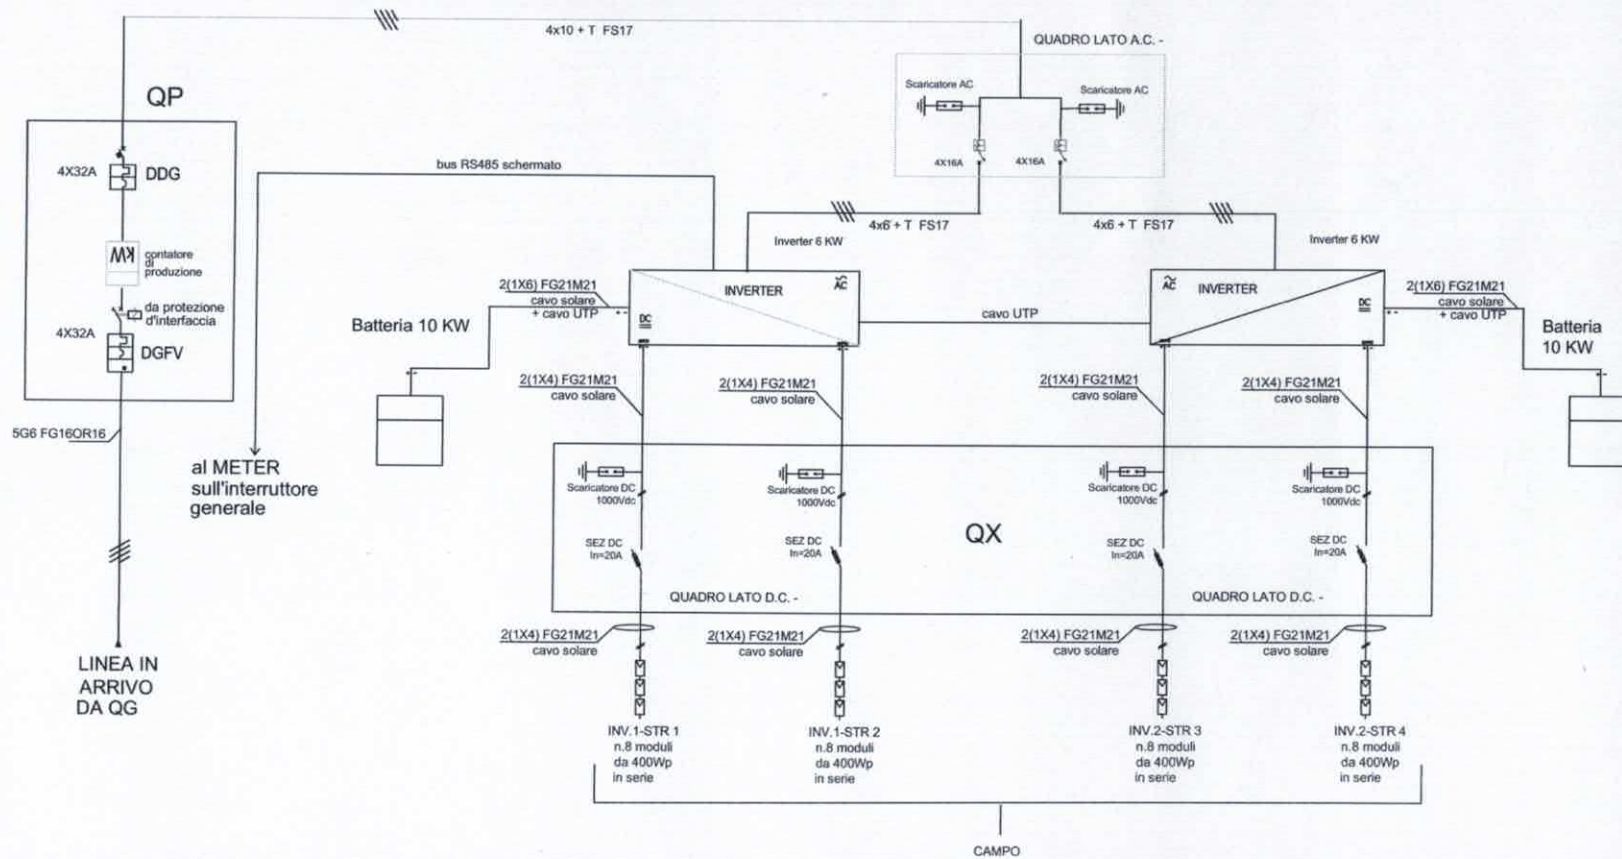 4x10 + T FS17
QUADRO LATO A.C. -
Scaricatore AC
Scaricatore AC
4X16A
4X16A
QP
4X32A
DDG
kW
contatore
di
produzione
da protezione
d'interfaccia
4X32A
DGFV
5G6 FG16OR16
LINEA IN
ARRIVO
DA QG
bus RS485 schermato
al METER
sull'interruttore
generale
4x6 + T FS17
4x6 + T FS17
Inverter 6 KW
Inverter 6 KW
INVERTER
AC
DC
AC
INVERTER
DC
2(1X6) FG21M21
cavo solare
+ cavo UTP
Batteria 10 KW
cavo UTP
2(1X6) FG21M21
cavo solare
+ cavo UTP
Batteria
10 KW
2(1X4) FG21M21
cavo solare
2(1X4) FG21M21
cavo solare
2(1X4) FG21M21
cavo solare
2(1X4) FG21M21
cavo solare
Scaricatore DC
1000Vdc
Scaricatore DC
1000Vdc
Scaricatore DC
1000Vdc
Scaricatore DC
1000Vdc
QX
SEZ DC
In=20A
SEZ DC
In=20A
SEZ DC
In=20A
SEZ DC
In=20A
QUADRO LATO D.C. -
QUADRO LATO D.C. -
2(1X4) FG21M21
cavo solare
2(1X4) FG21M21
cavo solare
2(1X4) FG21M21
cavo solare
2(1X4) FG21M21
cavo solare
INV.1-STR 1
n.8 moduli
da 400Wp
in serie
INV.1-STR 2
n.8 moduli
da 400Wp
in serie
INV.2-STR 3
n.8 moduli
da 400Wp
in serie
INV.2-STR 4
n.8 moduli
da 400Wp
in serie
CAMPO